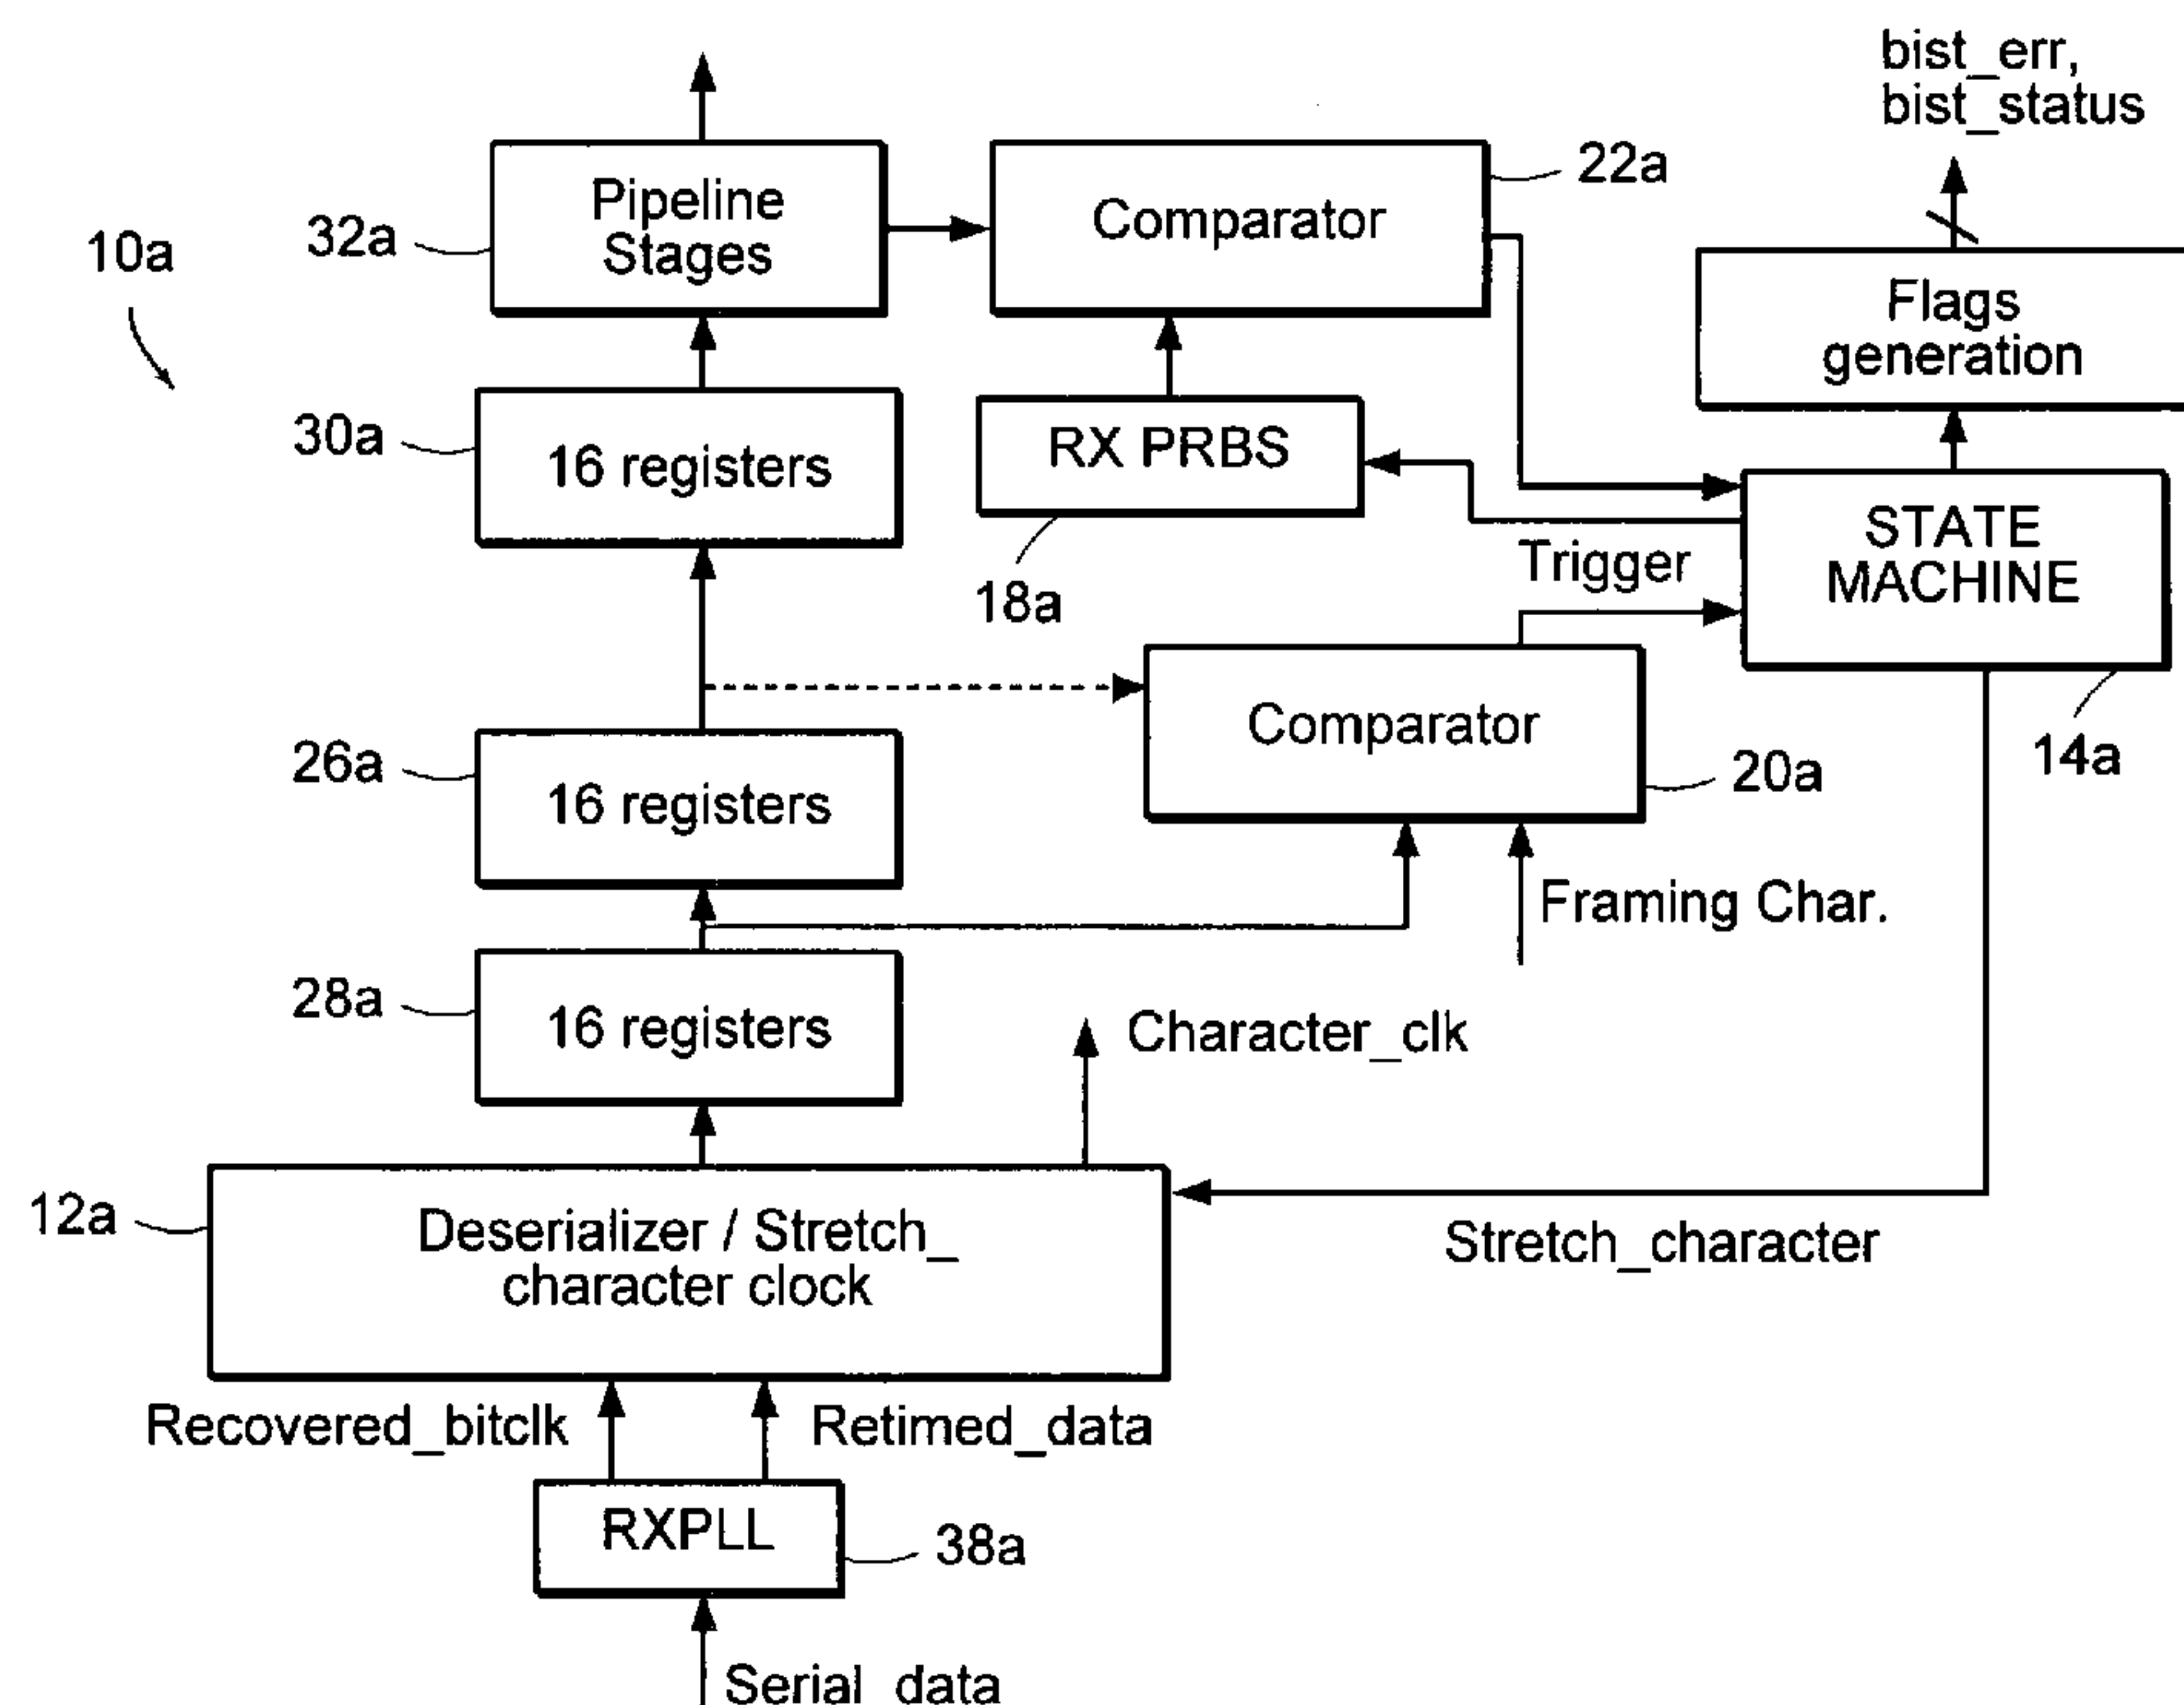 bist_err,
bist_status
22a
Pipeline
Stages
Comparator
32a
10a
Flags
generation
30a
16 registers
RX PRBS
STATE
MACHINE
Trigger
18a
Comparator
26a
16 registers
20a
14a
Framing Char.
28a
16 registers
Character_clk
12a
Deserializer / Stretch_
character clock
Stretch_character
Recovered_bitclk
Retimed_data
RXPLL
38a
Serial_data